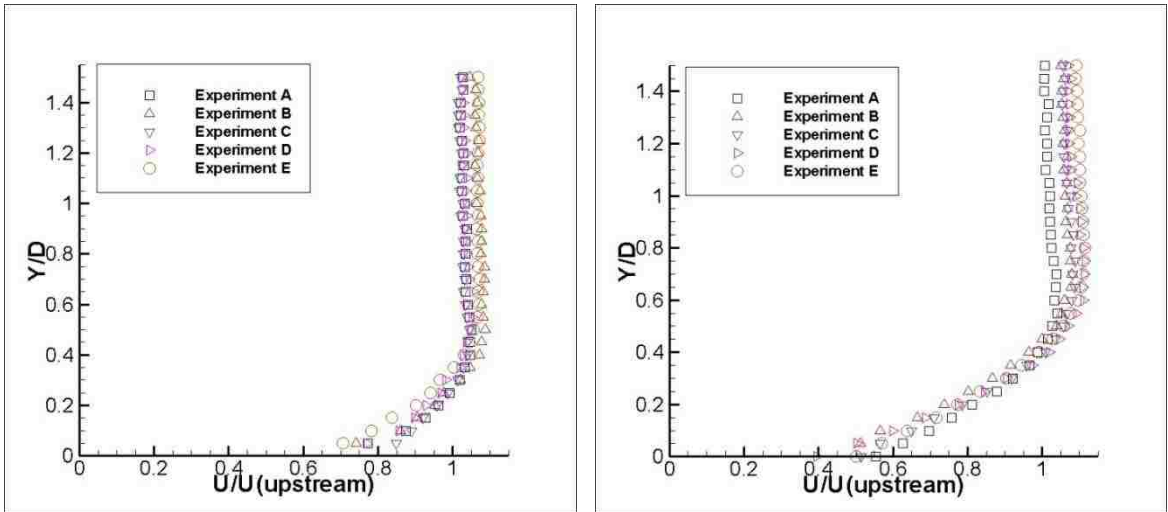 1.4
1.2
1
0.8
0.6
0.4
0.2
0
Y/D
Experiment A
Experiment B
Experiment C
Experiment D
Experiment E
0 0.2 0.4 0.6 0.8 1
U/U(upstream)
1.4
1.2
1
0.8
0.6
0.4
0.2
0
Y/D
Experiment A
Experiment B
Experiment C
Experiment D
Experiment E
0 0.2 0.4 0.6 0.8 1
U/U(upstream)